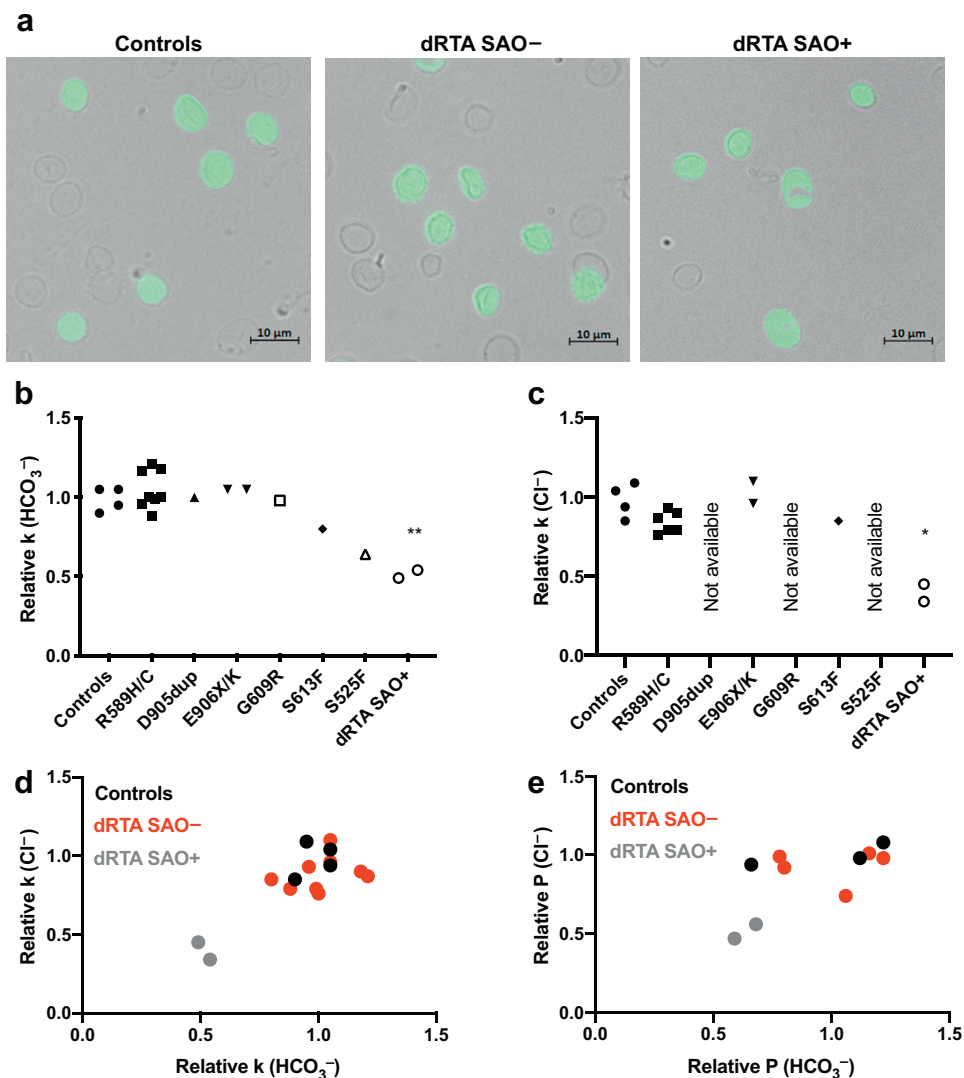 a
Controls
dRTA SAO−
dRTA SAO+
10 μm
10 μm
10 μm
b
Relative k (HCO₃⁻)
1.5
1.0
0.5
0.0
**
Controls
R589H/C
D905dup
E906X/K
G609R
S613F
S525F
dRTA SAO+
c
Relative k (Cl⁻)
1.5
1.0
0.5
0.0
Not available
Not available
Not available
*
Controls
R589H/C
D905dup
E906X/K
G609R
S613F
S525F
dRTA SAO+
d
Relative k (Cl⁻)
1.5
1.0
0.5
0.0
Controls
dRTA SAO−
dRTA SAO+
0.0
0.5
1.0
1.5
Relative k (HCO₃⁻)
e
Relative P (Cl⁻)
1.5
1.0
0.5
0.0
Controls
dRTA SAO−
dRTA SAO+
0.0
0.5
1.0
1.5
Relative P (HCO₃⁻)